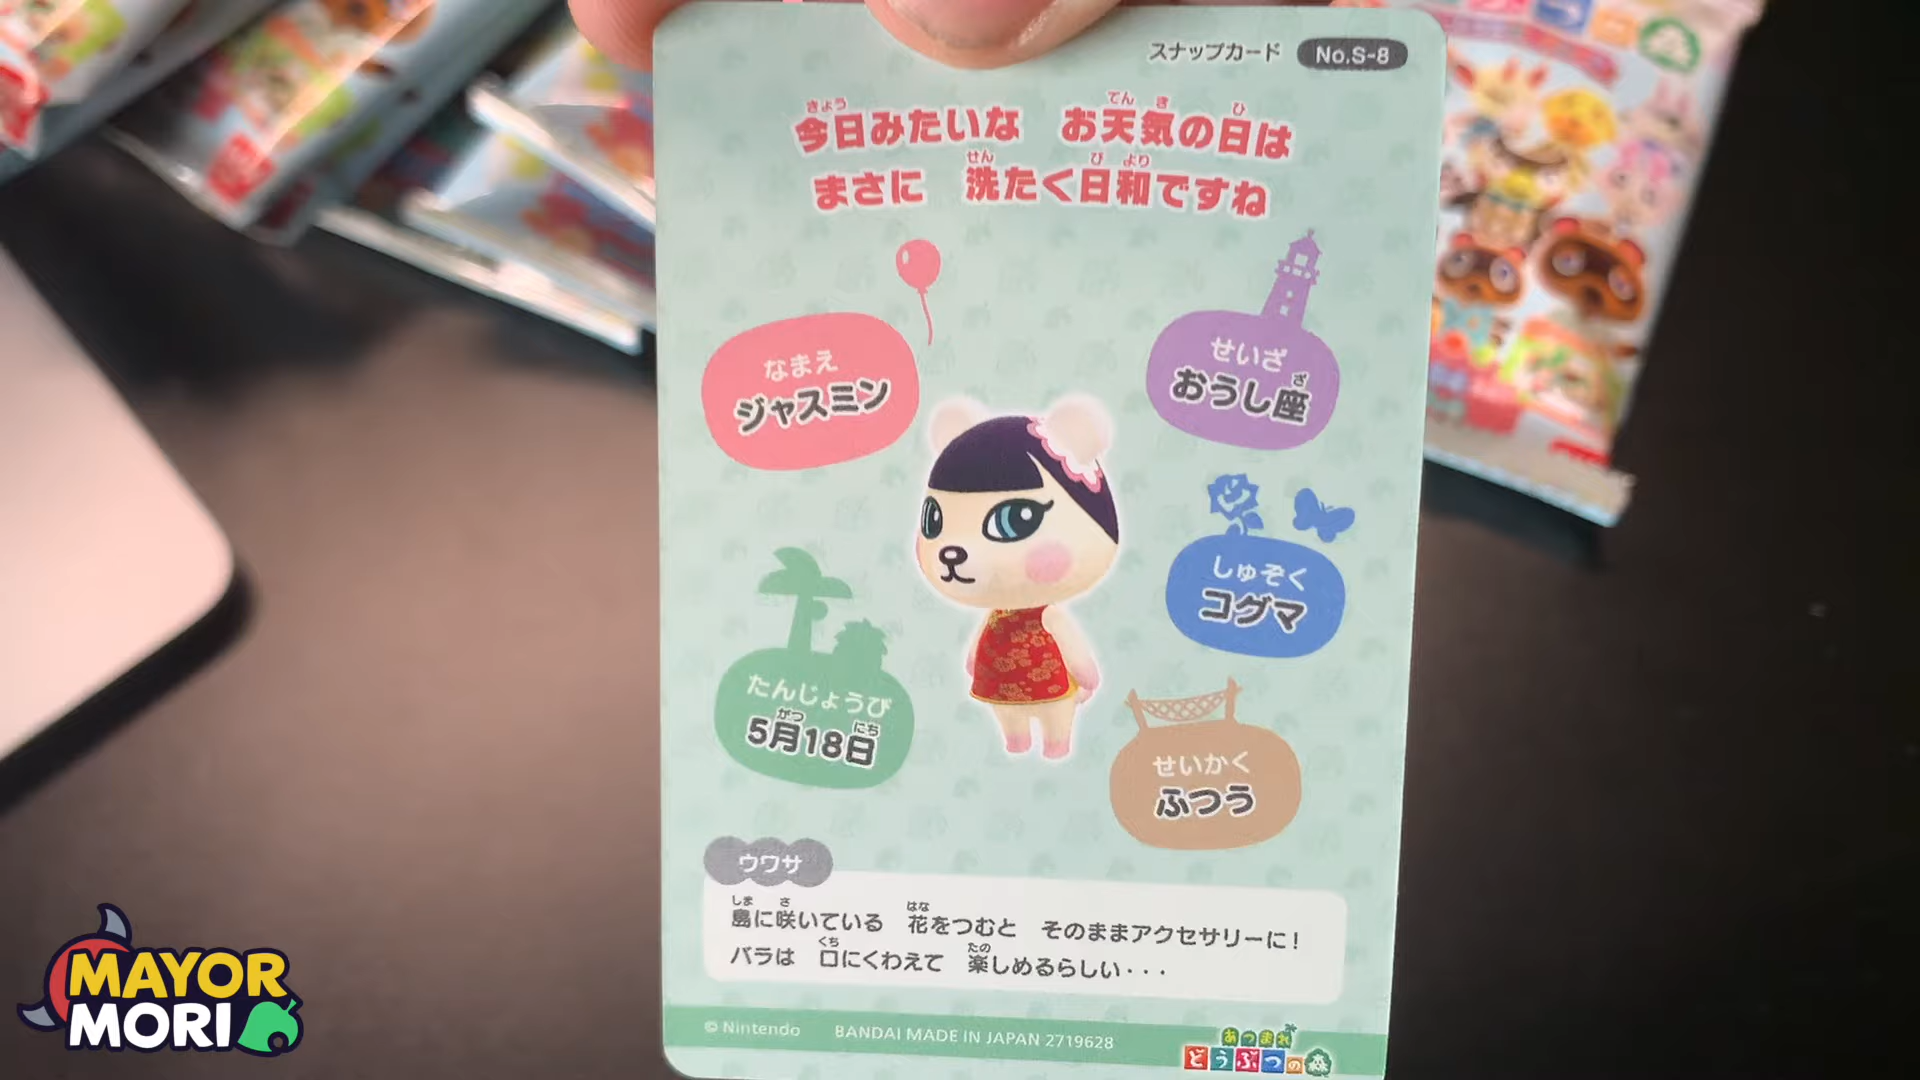 スナップカード No.S-8
今日みたいな お天気の日は
まさに 洗たく日和ですね
なまえ
ジャスミン
せいざ
おうし座
しゅぞく
コグマ
たんじょうび
5月18日
せいかく
ふつう
ウワサ
島に咲いている 花をつむと そのままアクセサリーに!
バラは 口にくわえて 楽しめるらしい・・・
© Nintendo BANDAI MADE IN JAPAN 2719628
あつまれ
どうぶつの森
MAYOR
MORI